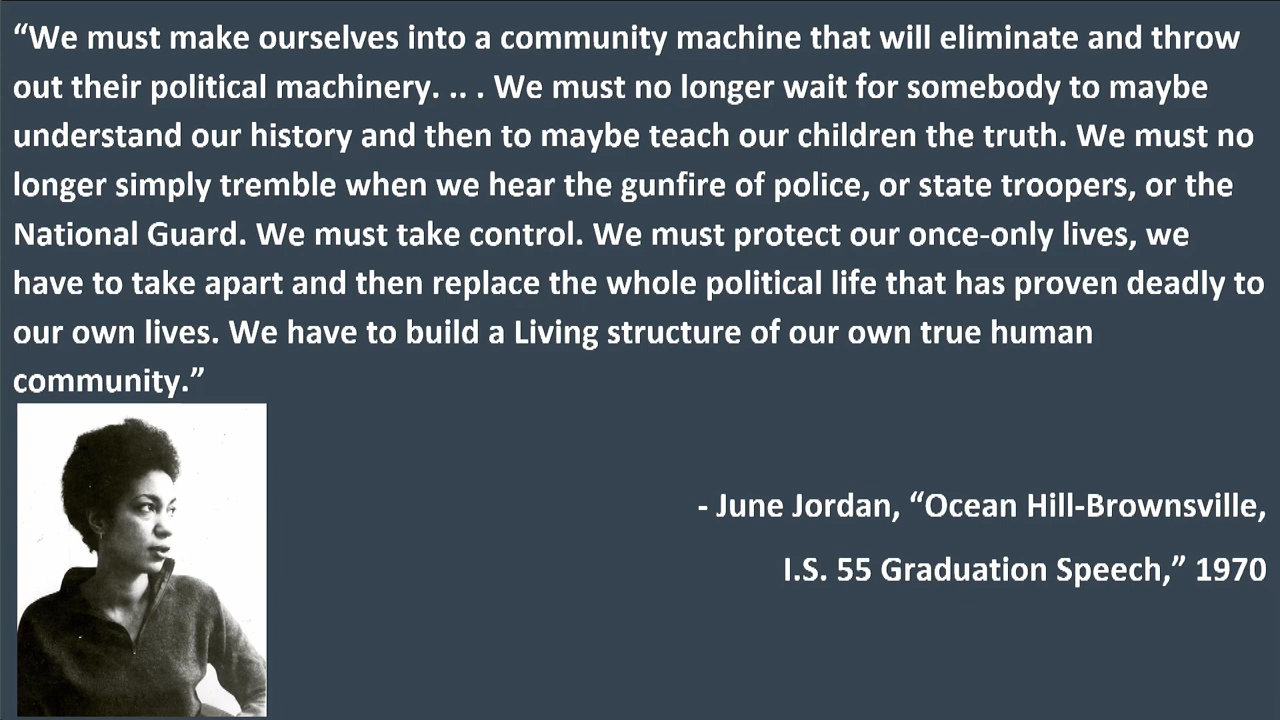 “We must make ourselves into a community machine that will eliminate and throw
out their political machinery. .. . We must no longer wait for somebody to maybe
understand our history and then to maybe teach our children the truth. We must no
longer simply tremble when we hear the gunfire of police, or state troopers, or the
National Guard. We must take control. We must protect our once-only lives, we
have to take apart and then replace the whole political life that has proven deadly to
our own lives. We have to build a Living structure of our own true human
community.”
- June Jordan, “Ocean Hill-Brownsville,
I.S. 55 Graduation Speech,” 1970